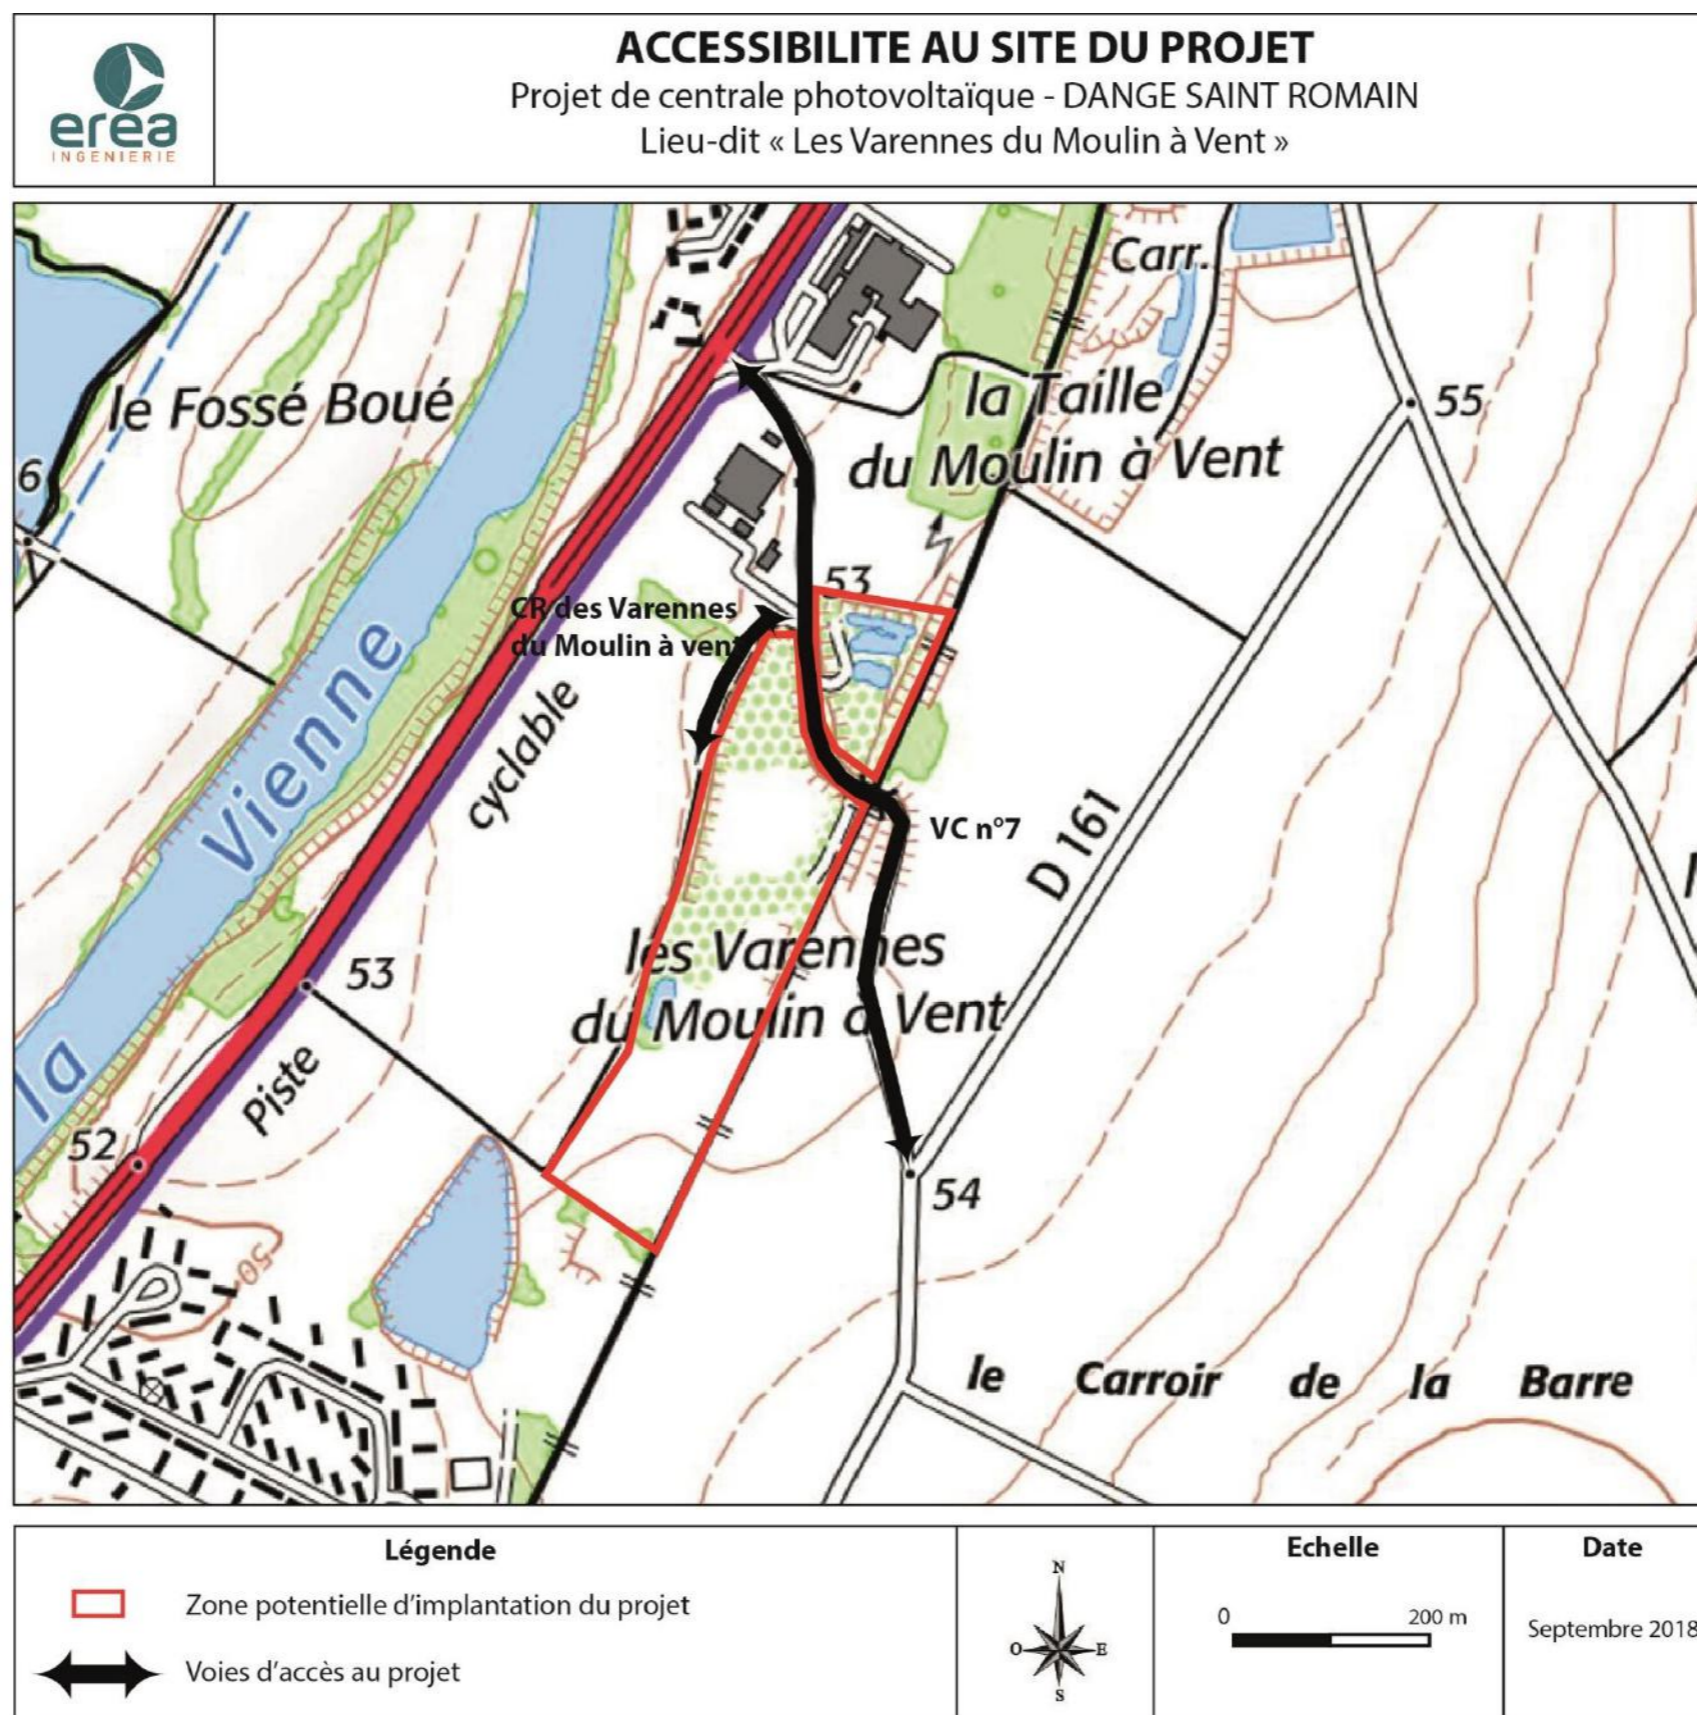 erea
INGENIERIE
ACCESSIBILITE AU SITE DU PROJET
Projet de centrale photovoltaïque - DANGE SAINT ROMAIN
Lieu-dit « Les Varennes du Moulin à Vent »
Carr.
le Fossé Boué
la Taille
du Moulin à Vent
55
6
53
CR des Varennes
du Moulin à vent
la Vienne
Piste cyclable
VC n°7
D 161
les Varennes
du Moulin à Vent
53
52
54
50
le Carroir de la Barre
Légende
Zone potentielle d'implantation du projet
Voies d'accès au projet
N
O
E
S
Echelle
0
200 m
Date
Septembre 2018